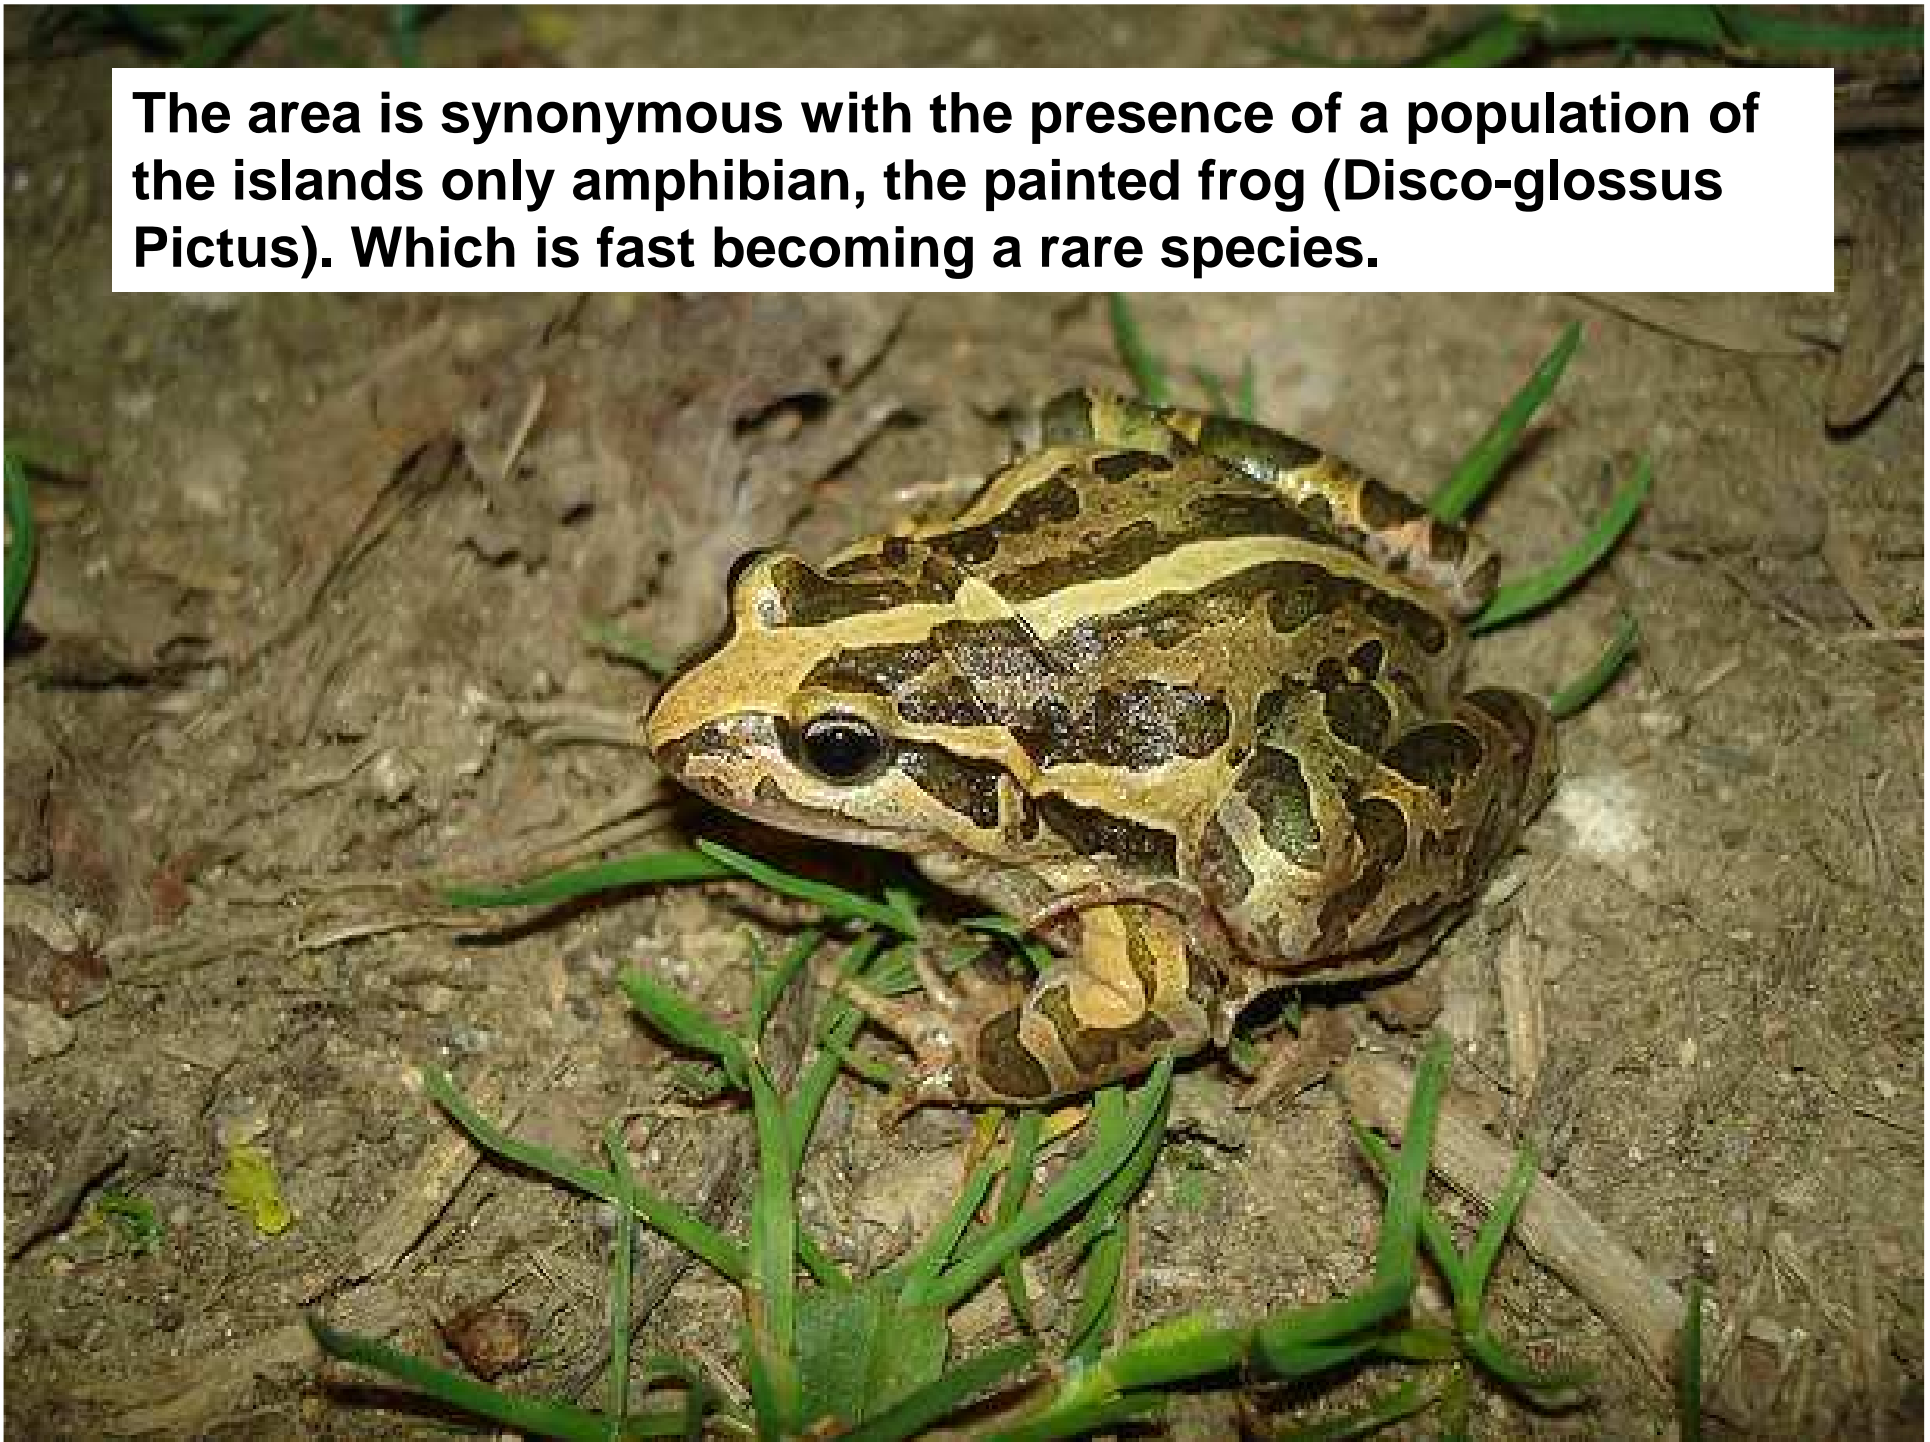 The area is synonymous with the presence of a population of
the islands only amphibian, the painted frog (Disco-glossus
Pictus). Which is fast becoming a rare species.